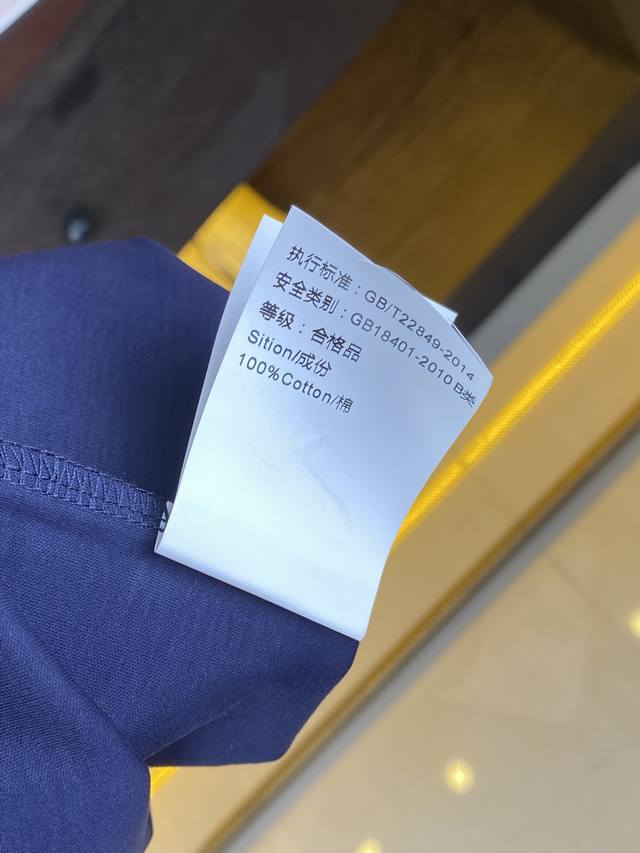 执行标准：GB/T22849-2014
安全类别：GB18401-2010 B类
等级：合格品
Sition/成份
100%Cotton/棉